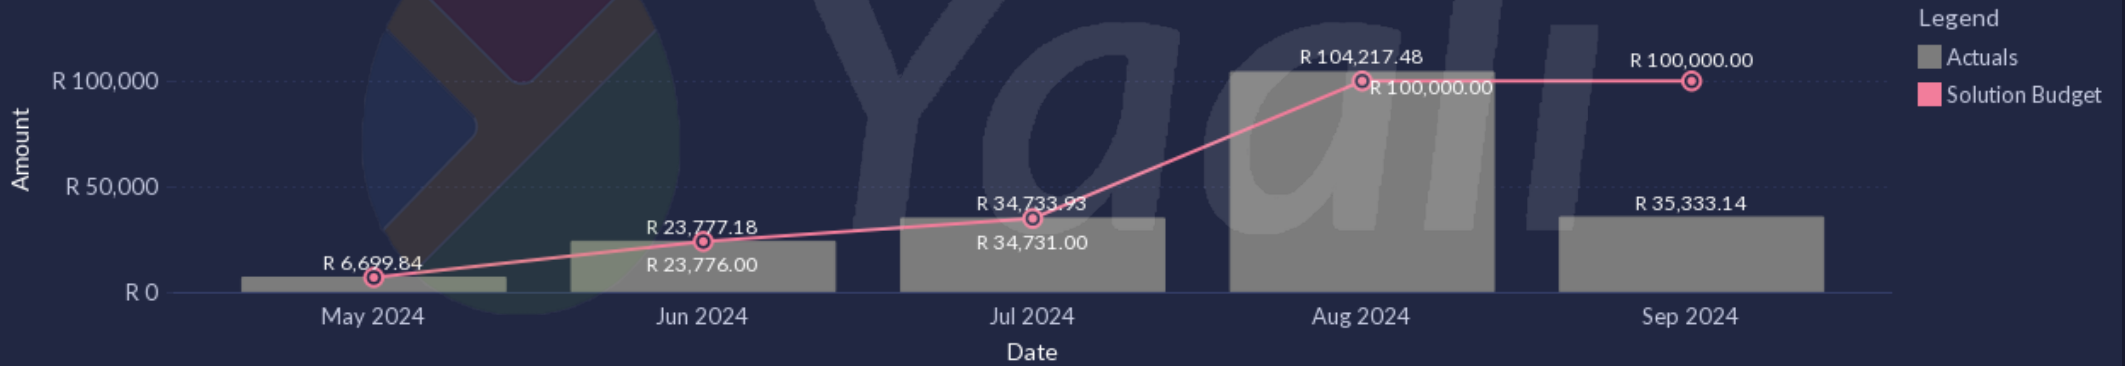 Yaali
Legend
Actuals
Solution Budget
Amount
R 100,000
R 50,000
R 0
R 6,699.84
R 23,777.18
R 23,776.00
R 34,733.93
R 34,731.00
R 104,217.48
R 100,000.00
R 100,000.00
R 35,333.14
May 2024
Jun 2024
Jul 2024
Aug 2024
Sep 2024
Date